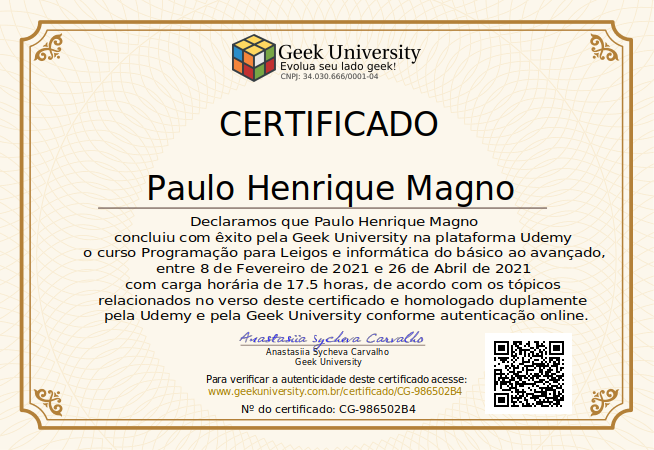 Geek University
Evolua seu lado geek!
CNPJ: 34.030.666/0001-04
CERTIFICADO
Paulo Henrique Magno
Declaramos que Paulo Henrique Magno
concluiu com êxito pela Geek University na plataforma Udemy
o curso Programação para Leigos e informática do básico ao avançado,
entre 8 de Fevereiro de 2021 e 26 de Abril de 2021
com carga horária de 17.5 horas, de acordo com os tópicos
relacionados no verso deste certificado e homologado duplamente
pela Udemy e pela Geek University conforme autenticação online.
Anastasiia Sycheva Carvalho
Anastasiia Sycheva Carvalho
Geek University
Para verificar a autenticidade deste certificado acesse:
www.geekuniversity.com.br/certificado/CG-986502B4
Nº do certificado: CG-986502B4